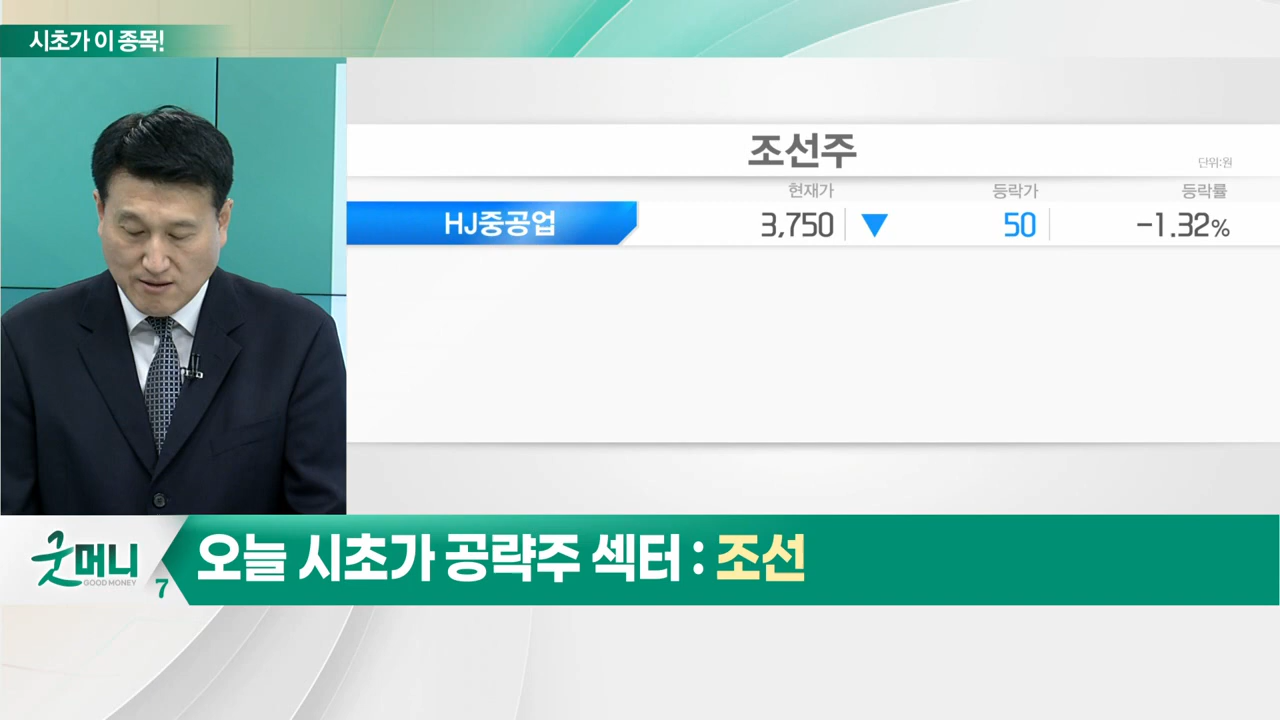 시초가 이 종목!
조선주
단위:원
현재가 등락가 등락률
HJ중공업 3,750 ▼ 50 -1.32%
굿머니
GOOD MONEY
7
오늘 시초가 공략주 섹터 : 조선